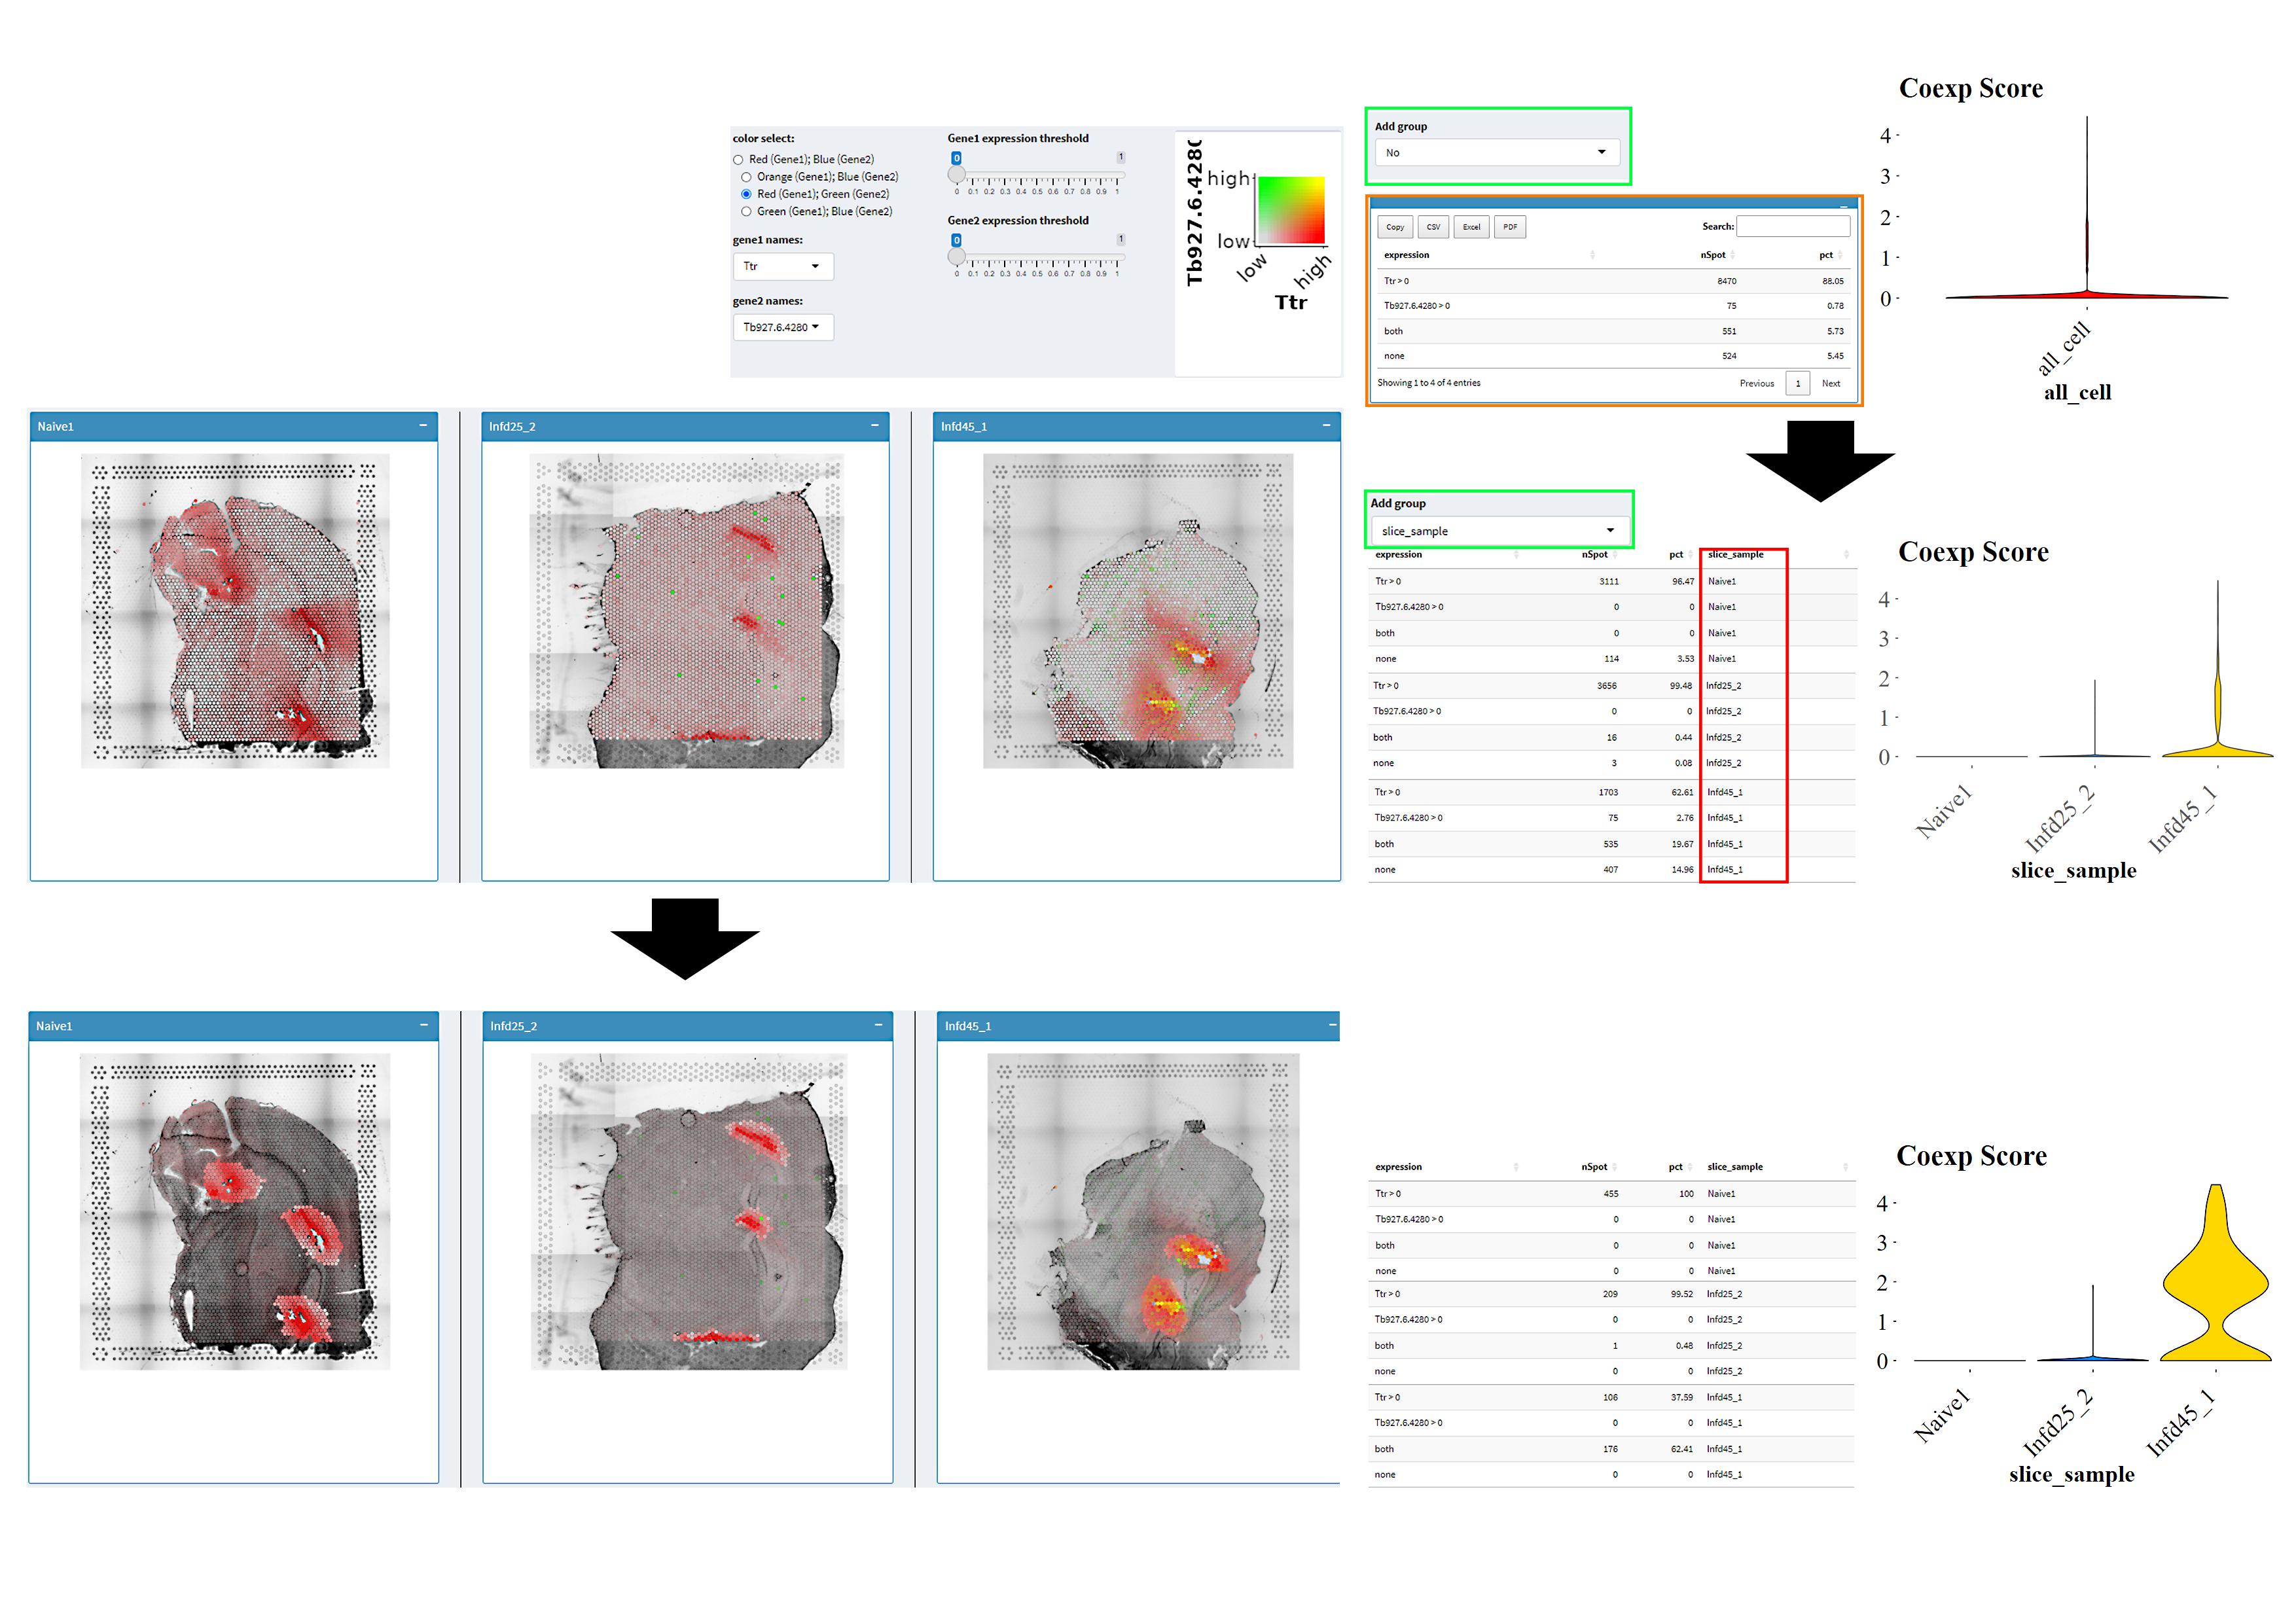 color select:
Red (Gene1); Blue (Gene2)
Orange (Gene1); Blue (Gene2)
Red (Gene1); Green (Gene2)
Green (Gene1); Blue (Gene2)
gene1 names:
Ttr
gene2 names:
Tb927.6.4280
Gene1 expression threshold
0 1
0 0.1 0.2 0.3 0.4 0.5 0.6 0.7 0.8 0.9 1
Gene2 expression threshold
0 1
0 0.1 0.2 0.3 0.4 0.5 0.6 0.7 0.8 0.9 1
Tb927.6.4280
high
low
low high
Ttr
Add group
No
Copy CSV Excel PDF Search:
expression nSpot pct
Ttr > 0 8470 88.05
Tb927.6.4280 > 0 75 0.78
both 551 5.73
none 524 5.45
Showing 1 to 4 of 4 entries Previous 1 Next
Coexp Score
4
3
2
1
0
all_cell
all_cell
Naive1
Infd25_2
Infd45_1
Add group
slice_sample
expression nSpot pct slice_sample
Ttr > 0 3111 96.47 Naive1
Tb927.6.4280 > 0 0 0 Naive1
both 0 0 Naive1
none 114 3.53 Naive1
Ttr > 0 3656 99.48 Infd25_2
Tb927.6.4280 > 0 0 0 Infd25_2
both 16 0.44 Infd25_2
none 3 0.08 Infd25_2
Ttr > 0 1703 62.61 Infd45_1
Tb927.6.4280 > 0 75 2.76 Infd45_1
both 535 19.67 Infd45_1
none 407 14.96 Infd45_1
Coexp Score
4
3
2
1
0
Naive1 Infd25_2 Infd45_1
slice_sample
Naive1
Infd25_2
Infd45_1
expression nSpot pct slice_sample
Ttr > 0 455 100 Naive1
Tb927.6.4280 > 0 0 0 Naive1
both 0 0 Naive1
none 0 0 Naive1
Ttr > 0 209 99.52 Infd25_2
Tb927.6.4280 > 0 0 0 Infd25_2
both 1 0.48 Infd25_2
none 0 0 Infd25_2
Ttr > 0 106 37.59 Infd45_1
Tb927.6.4280 > 0 0 0 Infd45_1
both 176 62.41 Infd45_1
none 0 0 Infd45_1
Coexp Score
4
3
2
1
0
Naive1 Infd25_2 Infd45_1
slice_sample